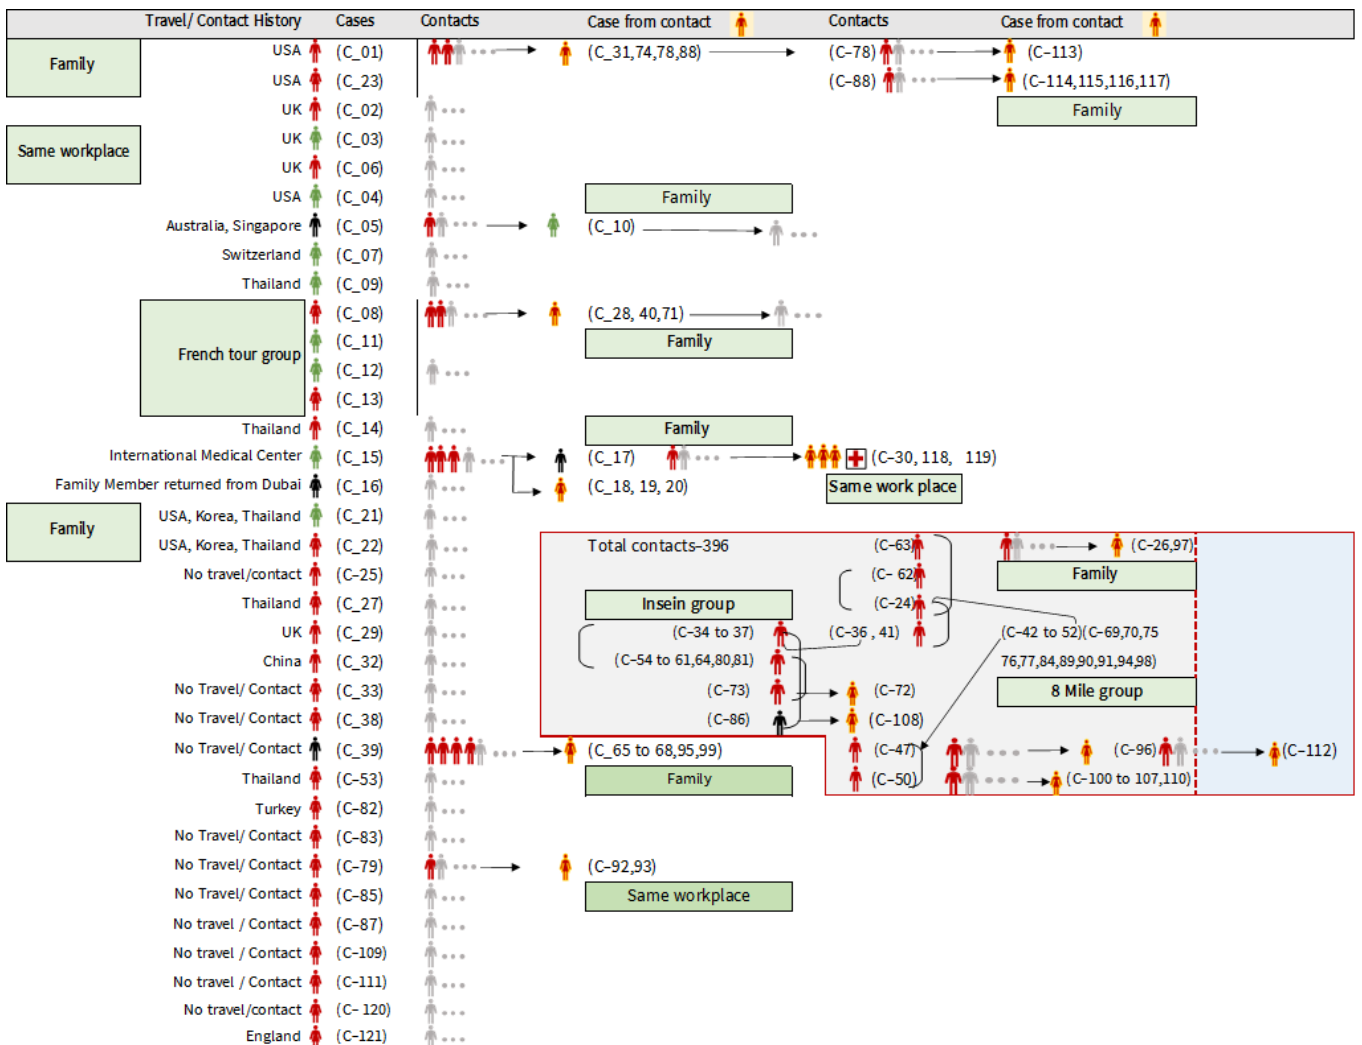 Travel/ Contact History Cases Contacts Case from contact Contacts Case from contact
Family
USA (C_01) (C_31,74,78,88) (C-78) (C-113)
USA (C_23) (C-88) (C-114,115,116,117)
UK (C_02) Family
Same workplace
UK (C_03)
UK (C_06)
USA (C_04) Family
Australia, Singapore (C_05) (C_10)
Switzerland (C_07)
Thailand (C_09)
French tour group
(C_08) (C_28, 40,71)
(C_11) Family
(C_12)
(C_13)
Thailand (C_14) Family
International Medical Center (C_15) (C_17) (C-30, 118, 119)
Family Member returned from Dubai (C_16) (C_18, 19, 20) Same work place
Family
USA, Korea, Thailand (C_21)
USA, Korea, Thailand (C_22) Total contacts-396 (C-63) (C-26,97)
No travel/contact (C-25) (C- 62) Family
Thailand (C_27) Insein group (C-24)
UK (C_29) (C-34 to 37) (C-36 , 41) (C-42 to 52)(C-69,70,75
China (C_32) (C-54 to 61,64,80,81) 76,77,84,89,90,91,94,98)
No Travel/ Contact (C_33) (C-73) (C-72) 8 Mile group
No Travel/ Contact (C_38) (C-86) (C-108)
No Travel/ Contact (C_39) (C_65 to 68,95,99) (C-47) (C-96) (C-112)
Thailand (C-53) Family (C-50) (C-100 to 107,110)
Turkey (C-82)
No Travel/ Contact (C-83)
No Travel/ Contact (C-79) (C-92,93)
No Travel/ Contact (C-85) Same workplace
No travel / Contact (C-87)
No travel / Contact (C-109)
No travel / Contact (C-111)
No travel/contact (C- 120)
England (C-121)